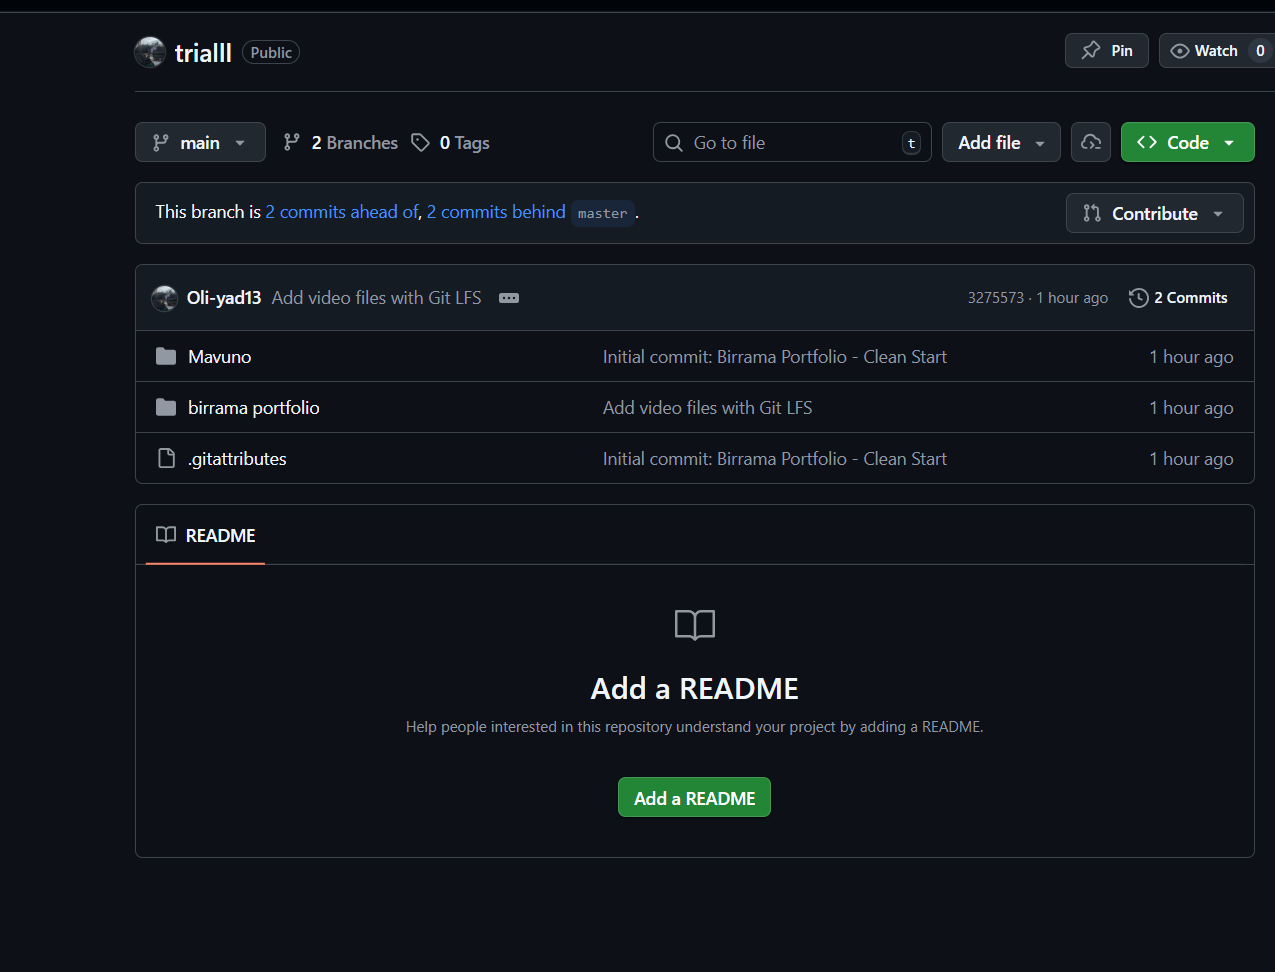 trialll Public Pin Watch 0
main 2 Branches 0 Tags Go to file t Add file Code
This branch is 2 commits ahead of, 2 commits behind master. Contribute
Oli-yad13 Add video files with Git LFS 3275573 · 1 hour ago 2 Commits
Mavuno Initial commit: Birrama Portfolio - Clean Start 1 hour ago
birrama portfolio Add video files with Git LFS 1 hour ago
.gitattributes Initial commit: Birrama Portfolio - Clean Start 1 hour ago
README
Add a README
Help people interested in this repository understand your project by adding a README.
Add a README